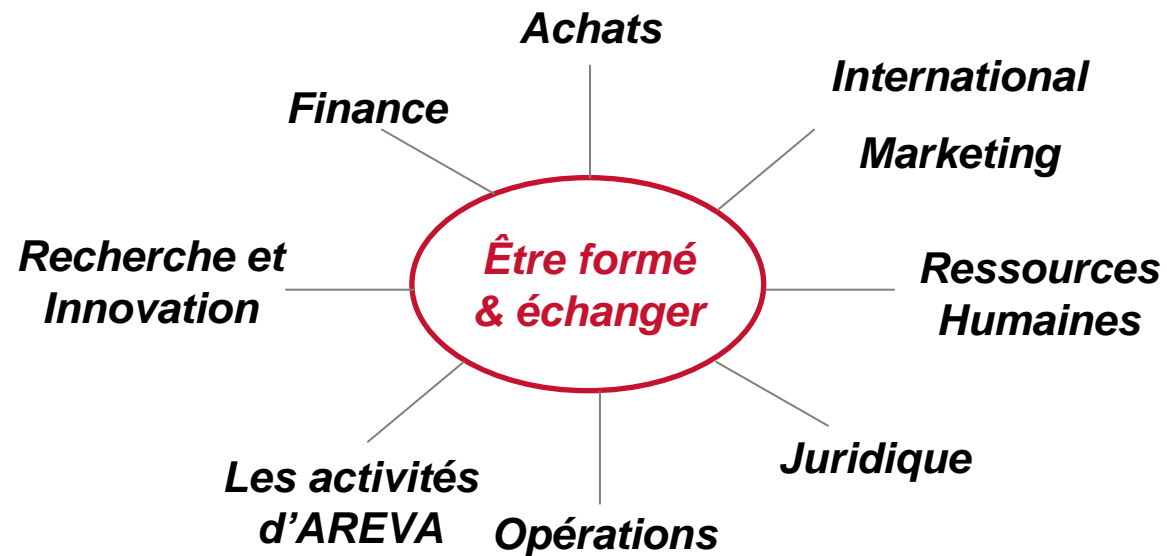 Achats
International
Marketing
Finance
Être formé
& échanger
Recherche et
Innovation
Ressources
Humaines
Les activités
d’AREVA
Opérations
Juridique